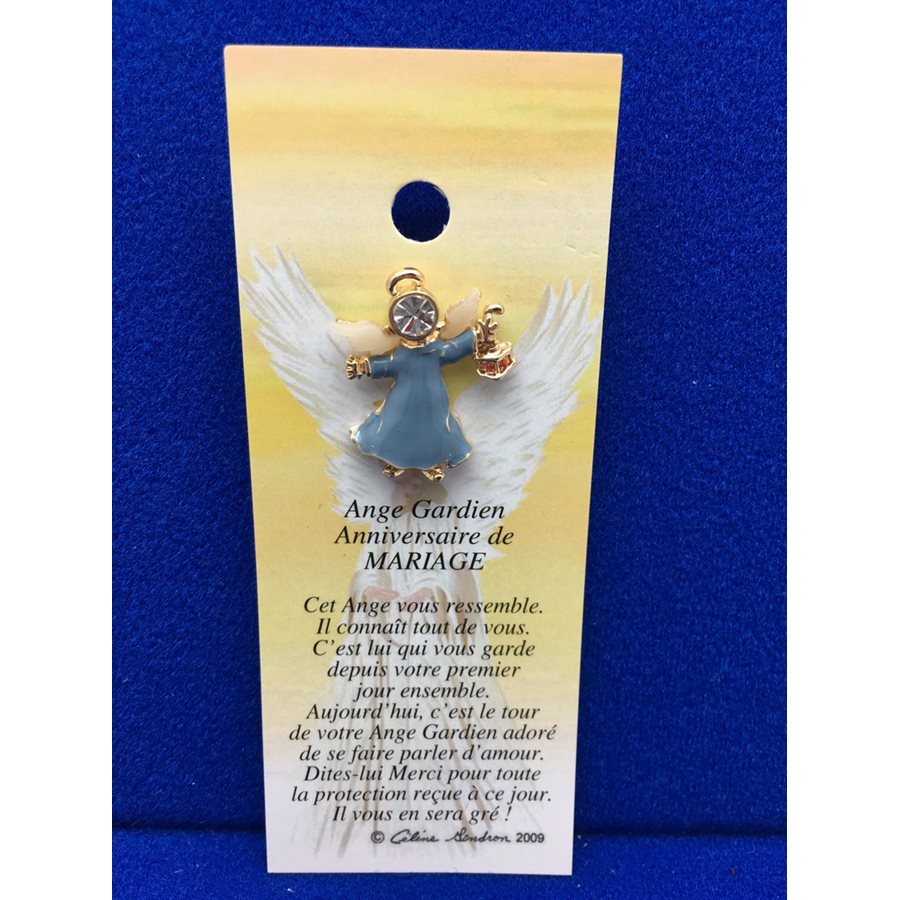 Ange Gardien
Anniversaire de
MARIAGE
Cet Ange vous ressemble.
Il connaît tout de vous.
C'est lui qui vous garde
depuis votre premier
jour ensemble.
Aujourd'hui, c'est le tour
de votre Ange Gardien adoré
de se faire parler d'amour.
Dites-lui Merci pour toute
la protection reçue à ce jour.
Il vous en sera gré !
© Céline Gendron 2009